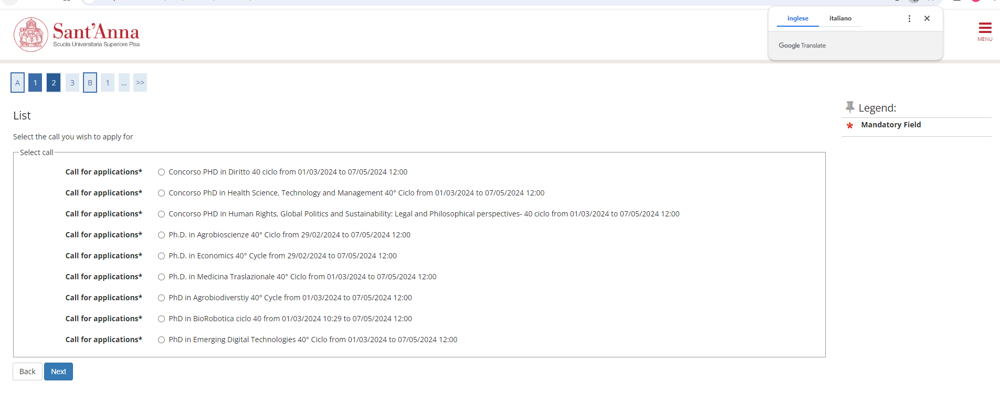 Sant'Anna
Scuola Universitaria Superiore Pisa
inglese italiano
Google Translate
MENU
A 1 2 3 B 1 ... >>
List
Select the call you wish to apply for
Select call
Call for applications* Concorso PHD in Diritto 40 ciclo from 01/03/2024 to 07/05/2024 12:00
Call for applications* Concorso PhD in Health Science, Technology and Management 40° Ciclo from 01/03/2024 to 07/05/2024 12:00
Call for applications* Concorso PHD in Human Rights, Global Politics and Sustainability: Legal and Philosophical perspectives- 40 ciclo from 01/03/2024 to 07/05/2024 12:00
Call for applications* Ph.D. in Agrobioscienze 40° Ciclo from 29/02/2024 to 07/05/2024 12:00
Call for applications* Ph.D. in Economics 40° Cycle from 29/02/2024 to 07/05/2024 12:00
Call for applications* Ph.D. in Medicina Traslazionale 40° Ciclo from 01/03/2024 to 07/05/2024 12:00
Call for applications* PhD in Agrobiodiverstiy 40° Cycle from 01/03/2024 to 07/05/2024 12:00
Call for applications* PhD in BioRobotica ciclo 40 from 01/03/2024 10:29 to 07/05/2024 12:00
Call for applications* PhD in Emerging Digital Technologies 40° Ciclo from 01/03/2024 to 07/05/2024 12:00
Back Next
Legend:
* Mandatory Field